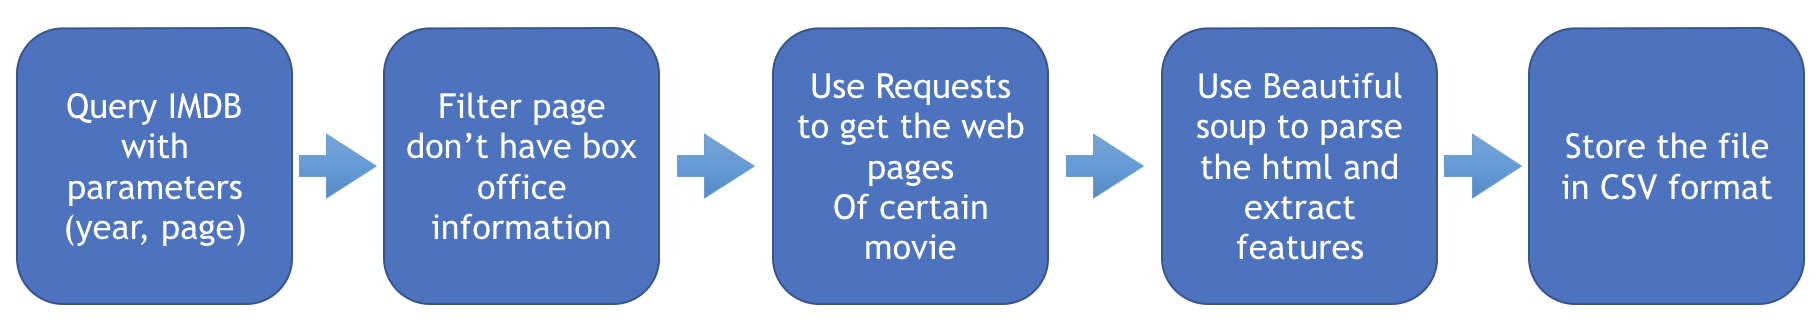 Query IMDB
with
parameters
(year, page)
Filter page
don’t have box
office
information
Use Requests
to get the web
pages
Of certain
movie
Use Beautiful
soup to parse
the html and
extract
features
Store the file
in CSV format